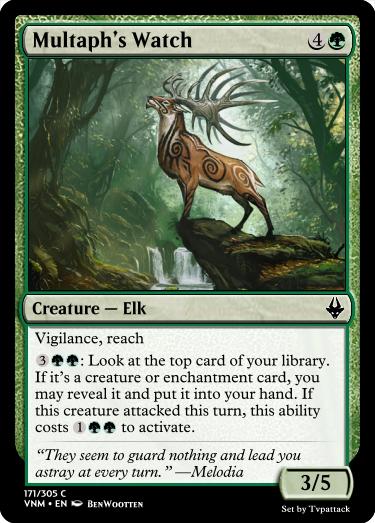 Multaph's Watch 4
Creature — Elk
Vigilance, reach
3: Look at the top card of your library.
If it's a creature or enchantment card, you
may reveal it and put it into your hand. If
this creature attacked this turn, this ability
costs 1 to activate.
“They seem to guard nothing and lead you
astray at every turn.” —Melodia
3/5
171/305 C
VNM • EN BenWootten
Set by Tvpattack